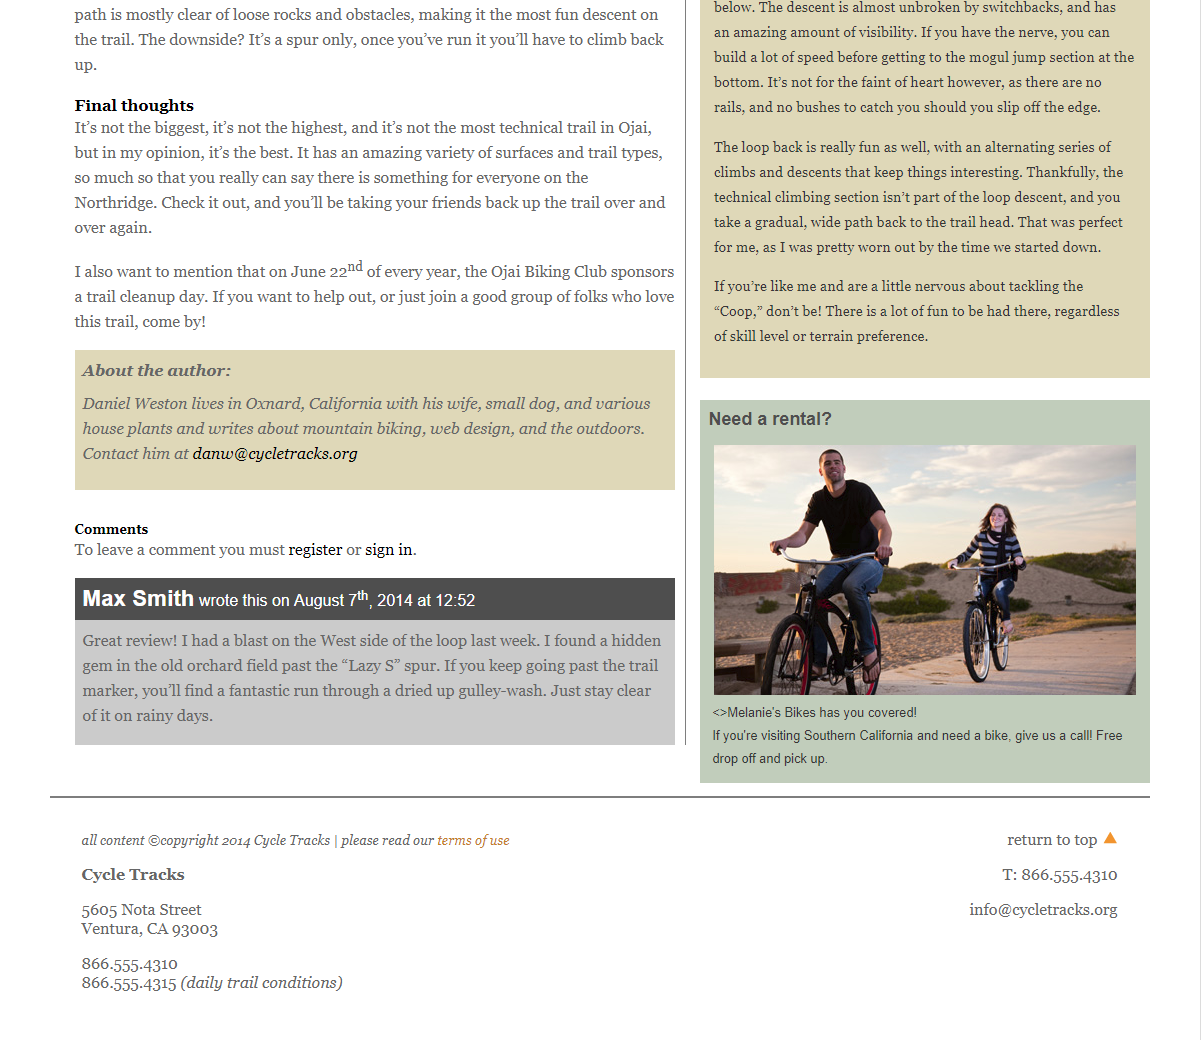 path is mostly clear of loose rocks and obstacles, making it the most fun descent on
the trail. The downside? It’s a spur only, once you’ve run it you’ll have to climb back
up.
Final thoughts
It’s not the biggest, it’s not the highest, and it’s not the most technical trail in Ojai,
but in my opinion, it’s the best. It has an amazing variety of surfaces and trail types,
so much so that you really can say there is something for everyone on the
Northridge. Check it out, and you’ll be taking your friends back up the trail over and
over again.
I also want to mention that on June 22nd of every year, the Ojai Biking Club sponsors
a trail cleanup day. If you want to help out, or just join a good group of folks who love
this trail, come by!
About the author:
Daniel Weston lives in Oxnard, California with his wife, small dog, and various
house plants and writes about mountain biking, web design, and the outdoors.
Contact him at danw@cycletracks.org
Comments
To leave a comment you must register or sign in.
Max Smith wrote this on August 7th, 2014 at 12:52
Great review! I had a blast on the West side of the loop last week. I found a hidden
gem in the old orchard field past the “Lazy S” spur. If you keep going past the trail
marker, you’ll find a fantastic run through a dried up gulley-wash. Just stay clear
of it on rainy days.
below. The descent is almost unbroken by switchbacks, and has
an amazing amount of visibility. If you have the nerve, you can
build a lot of speed before getting to the mogul jump section at the
bottom. It’s not for the faint of heart however, as there are no
rails, and no bushes to catch you should you slip off the edge.
The loop back is really fun as well, with an alternating series of
climbs and descents that keep things interesting. Thankfully, the
technical climbing section isn’t part of the loop descent, and you
take a gradual, wide path back to the trail head. That was perfect
for me, as I was pretty worn out by the time we started down.
If you’re like me and are a little nervous about tackling the
“Coop,” don’t be! There is a lot of fun to be had there, regardless
of skill level or terrain preference.
Need a rental?
<>Melanie's Bikes has you covered!
If you're visiting Southern California and need a bike, give us a call! Free
drop off and pick up.
all content ©copyright 2014 Cycle Tracks | please read our terms of use
Cycle Tracks
5605 Nota Street
Ventura, CA 93003
866.555.4310
866.555.4315 (daily trail conditions)
return to top
T: 866.555.4310
info@cycletracks.org